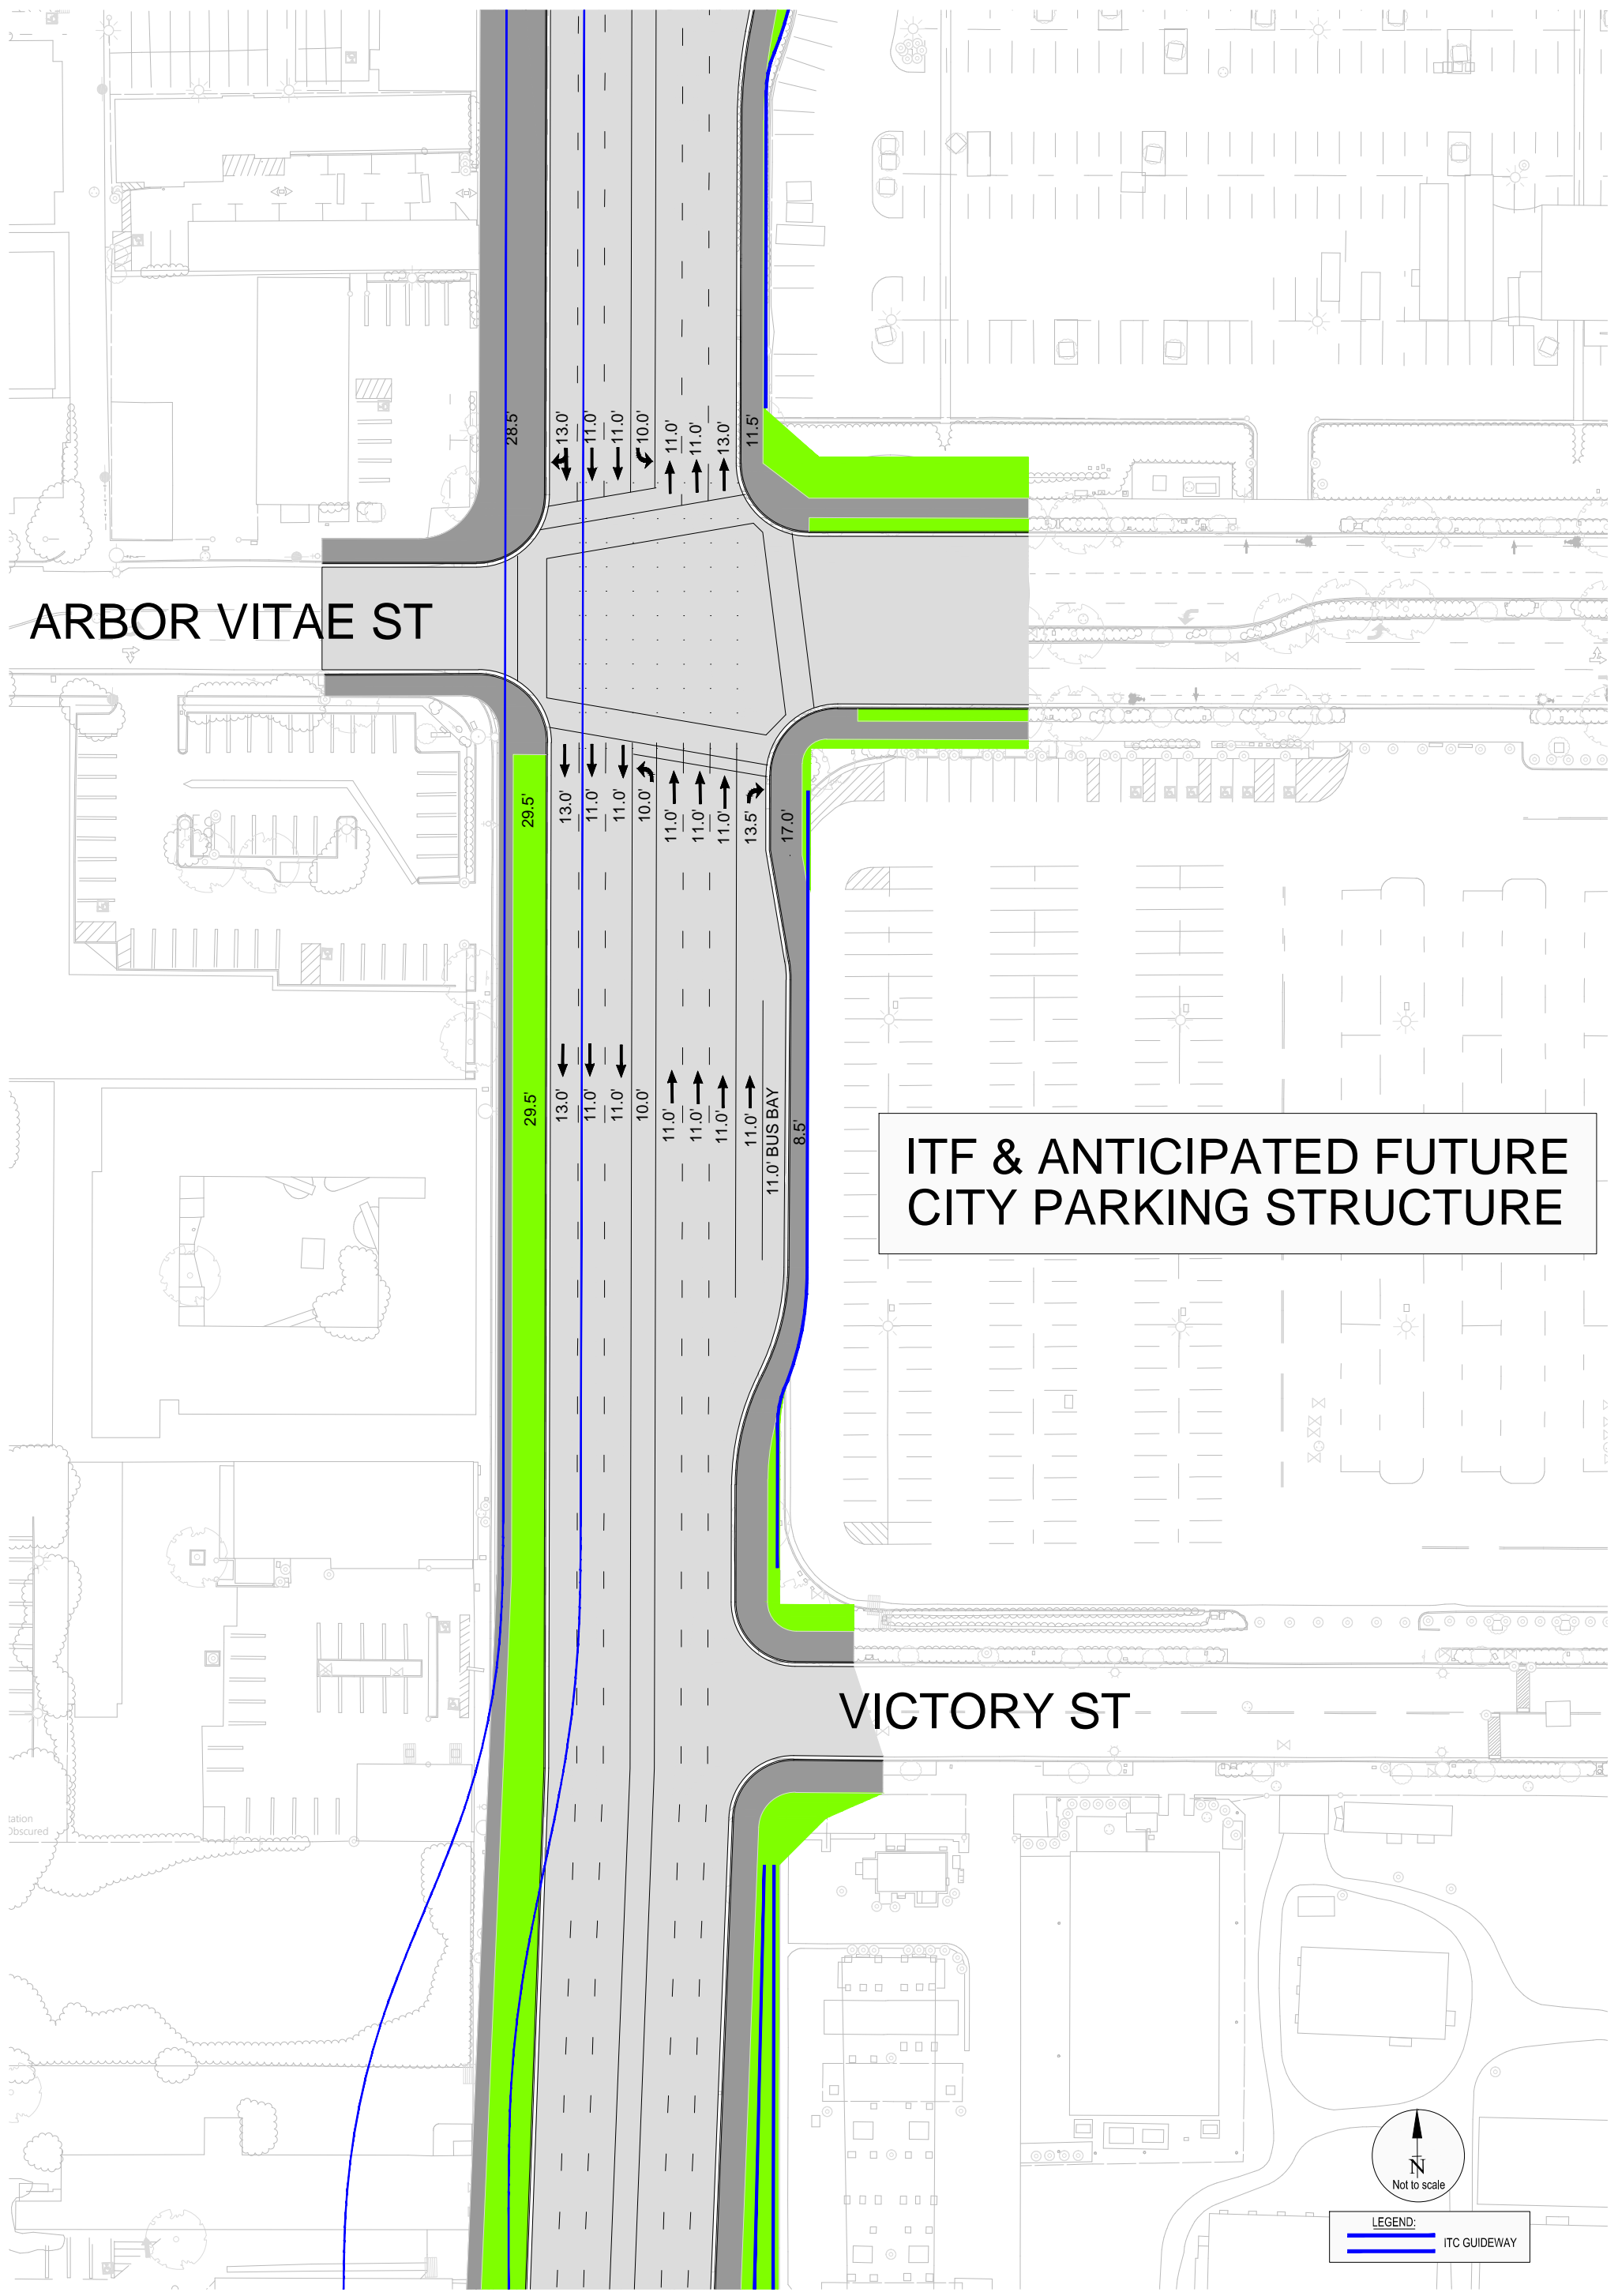 28.5'
13.0'
11.0'
11.0'
10.0'
11.0'
11.0'
13.0'
11.5'
ARBOR VITAE ST
29.5'
13.0'
11.0'
11.0'
10.0'
11.0'
11.0'
11.0'
13.5'
17.0'
29.5'
13.0'
11.0'
11.0'
10.0'
11.0'
11.0'
11.0'
11.0'
11.0' BUS BAY
8.5'
ITF & ANTICIPATED FUTURE
CITY PARKING STRUCTURE
VICTORY ST
Obscured
N
Not to scale
LEGEND:
ITC GUIDEWAY